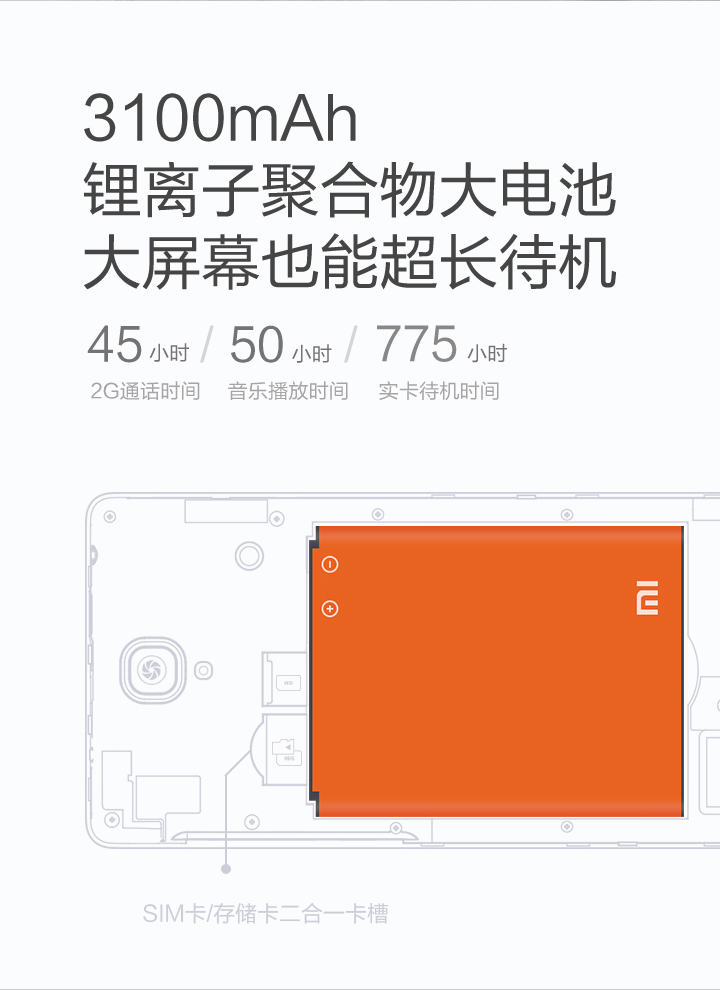 3100mAh
锂离子聚合物大电池
大屏幕也能超长待机
45 小时 / 50 小时 / 775 小时
2G通话时间 音乐播放时间 实卡待机时间
SIM卡/存储卡二合一卡槽